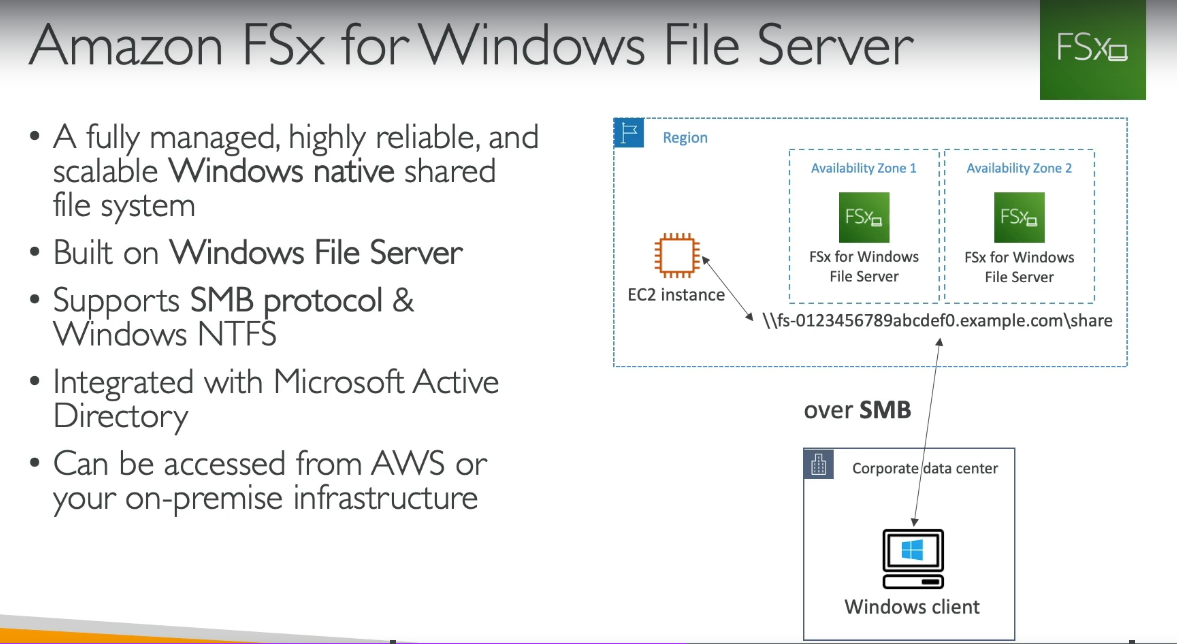 Amazon FSx for Windows File Server
FSx
• A fully managed, highly reliable, and
scalable Windows native shared
file system
• Built on Windows File Server
• Supports SMB protocol &
Windows NTFS
• Integrated with Microsoft Active
Directory
• Can be accessed from AWS or
your on-premise infrastructure
Region
Availability Zone 1
FSx
FSx for Windows
File Server
Availability Zone 2
FSx
FSx for Windows
File Server
EC2 instance
\\fs-0123456789abcdef0.example.com\share
over SMB
Corporate data center
Windows client